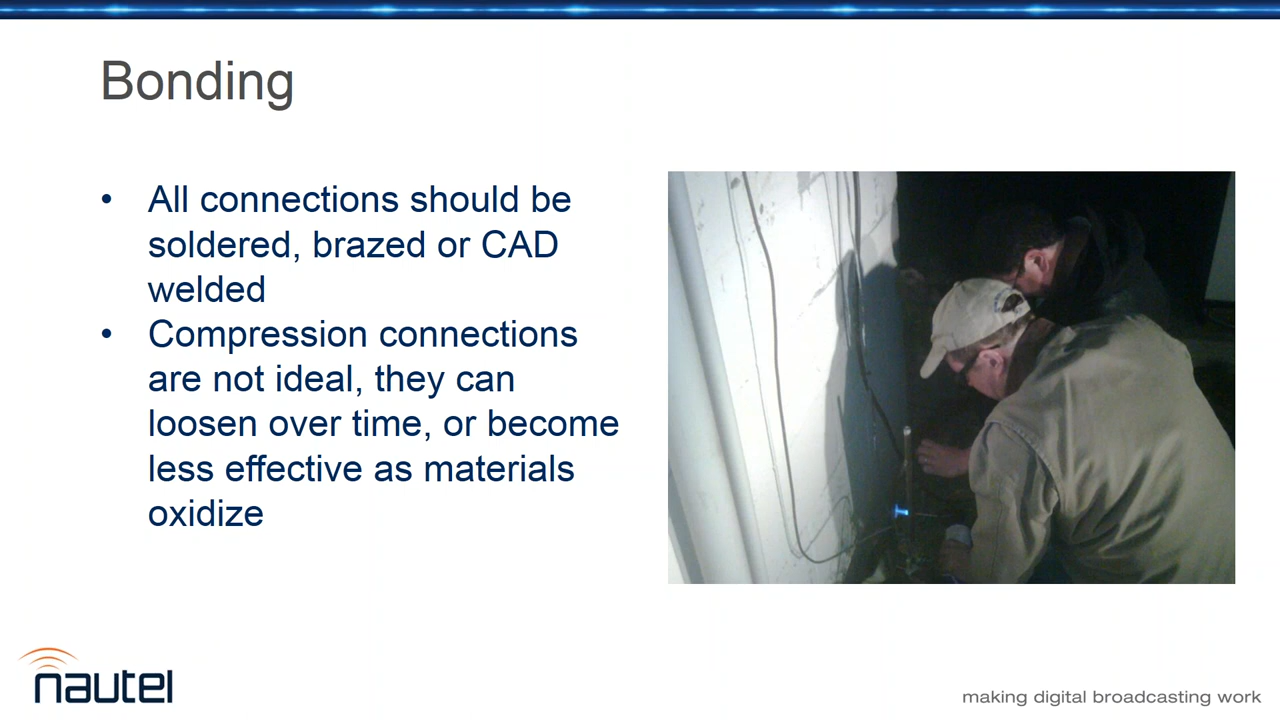 Bonding
• All connections should be
soldered, brazed or CAD
welded
• Compression connections
are not ideal, they can
loosen over time, or become
less effective as materials
oxidize
nautel
making digital broadcasting work